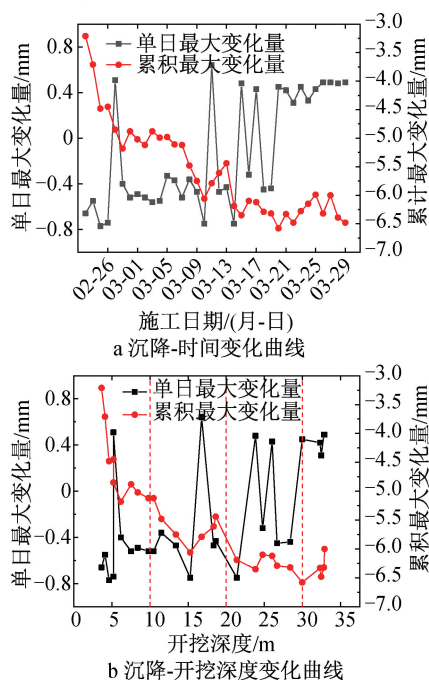 单日最大变化量
累积最大变化量
单日最大变化量/mm
0.8
0.4
0
−0.4
−0.8
累计最大变化量/mm
−3.0
−3.5
−4.0
−4.5
−5.0
−5.5
−6.0
−6.5
−7.0
02-26
03-01
03-05
03-09
03-13
03-17
03-21
03-25
03-29
施工日期/(月-日)
a 沉降-时间变化曲线
单日最大变化量
累积最大变化量
单日最大变化量/mm
0.8
0.4
0
−0.4
−0.8
累积最大变化量/mm
−3.0
−3.5
−4.0
−4.5
−5.0
−5.5
−6.0
−6.5
−7.0
0 5 10 15 20 25 30 35
开挖深度/m
b 沉降-开挖深度变化曲线